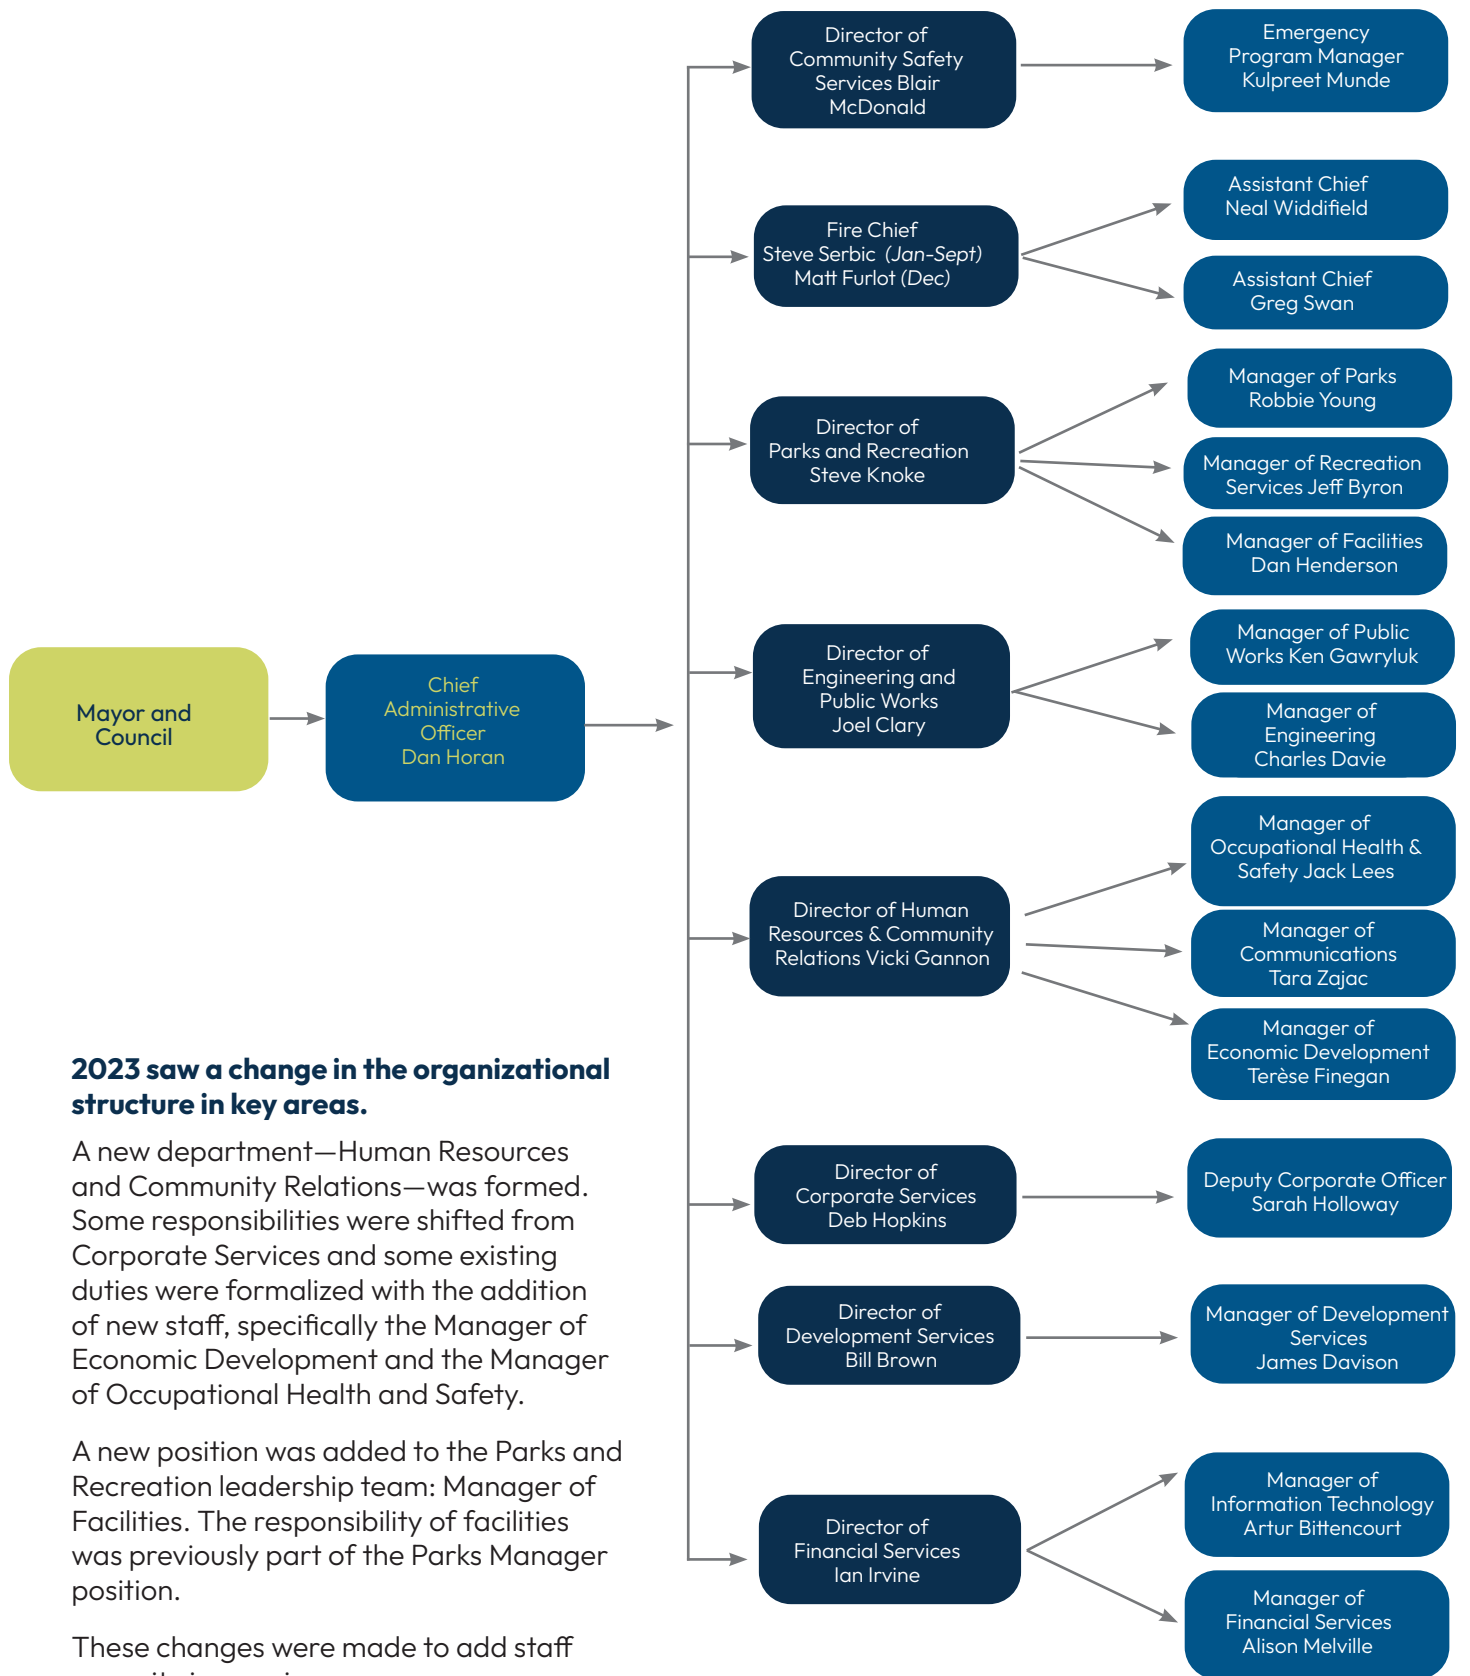 Director of
Community Safety
Services Blair
McDonald
Emergency
Program Manager
Kulpreet Munde
Fire Chief
Steve Serbic (Jan-Sept)
Matt Furlot (Dec)
Assistant Chief
Neal Widdifield
Assistant Chief
Greg Swan
Director of
Parks and Recreation
Steve Knoke
Manager of Parks
Robbie Young
Manager of Recreation
Services Jeff Byron
Manager of Facilities
Dan Henderson
Mayor and
Council
Chief
Administrative
Officer
Dan Horan
Director of
Engineering and
Public Works
Joel Clary
Manager of Public
Works Ken Gawryluk
Manager of
Engineering
Charles Davie
Director of Human
Resources & Community
Relations Vicki Gannon
Manager of
Occupational Health &
Safety Jack Lees
Manager of
Communications
Tara Zajac
Manager of
Economic Development
Terèse Finegan
Director of
Corporate Services
Deb Hopkins
Deputy Corporate Officer
Sarah Holloway
Director of
Development Services
Bill Brown
Manager of Development
Services
James Davison
Director of
Financial Services
Ian Irvine
Manager of
Information Technology
Artur Bittencourt
Manager of
Financial Services
Alison Melville
2023 saw a change in the organizational
structure in key areas.
A new department—Human Resources
and Community Relations—was formed.
Some responsibilities were shifted from
Corporate Services and some existing
duties were formalized with the addition
of new staff, specifically the Manager of
Economic Development and the Manager
of Occupational Health and Safety.
A new position was added to the Parks and
Recreation leadership team: Manager of
Facilities. The responsibility of facilities
was previously part of the Parks Manager
position.
These changes were made to add staff